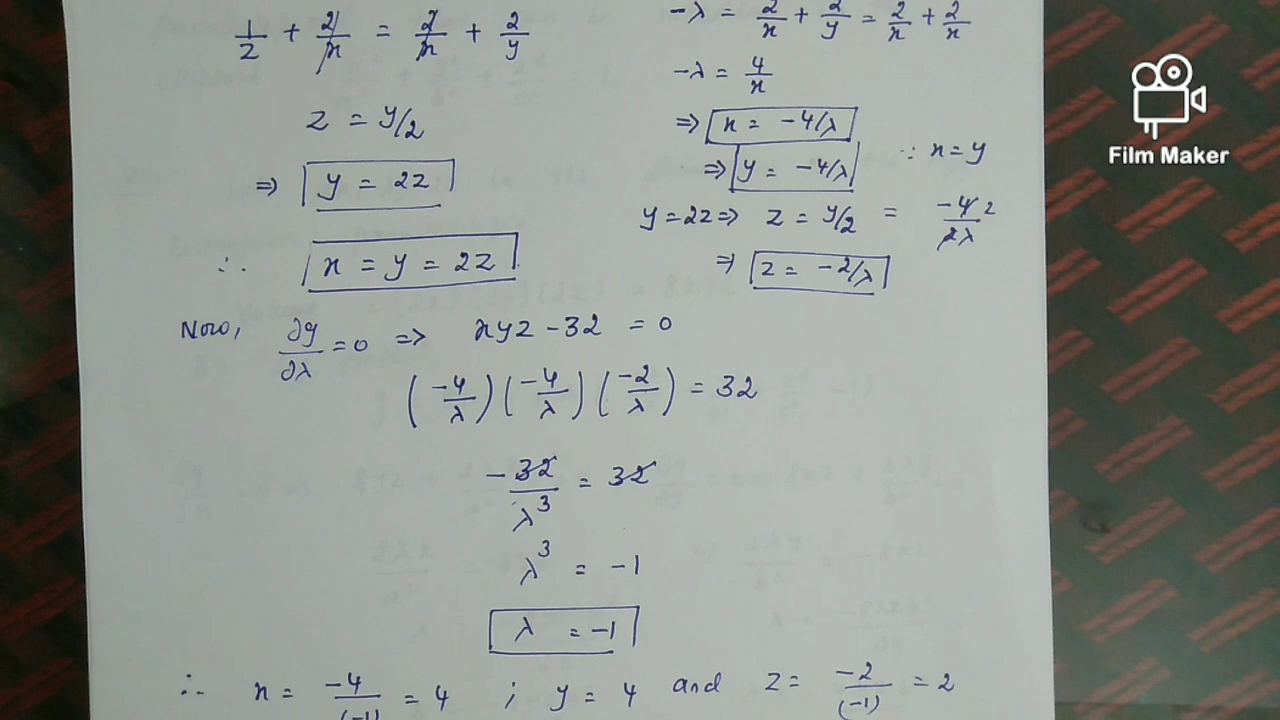 1/z + 2/x = 2/x + 2/y
z = y/2
⇒ y = 2z
∴ x = y = 2z
-λ = 2/x + 2/y = 2/x + 2/x
-λ = 4/x
⇒ x = -4/λ
⇒ y = -4/λ ∵ x = y
y = 2z ⇒ z = y/2 = -4 2/2λ
⇒ z = -2/λ
Now, ∂g/∂λ = 0 ⇒ xyz - 32 = 0
(-4/λ) (-4/λ) (-2/λ) = 32
-32/λ³ = 32
λ³ = -1
λ = -1
∴ x = -4/(-1) = 4 ; y = 4 and z = -2/(-1) = 2
Film Maker